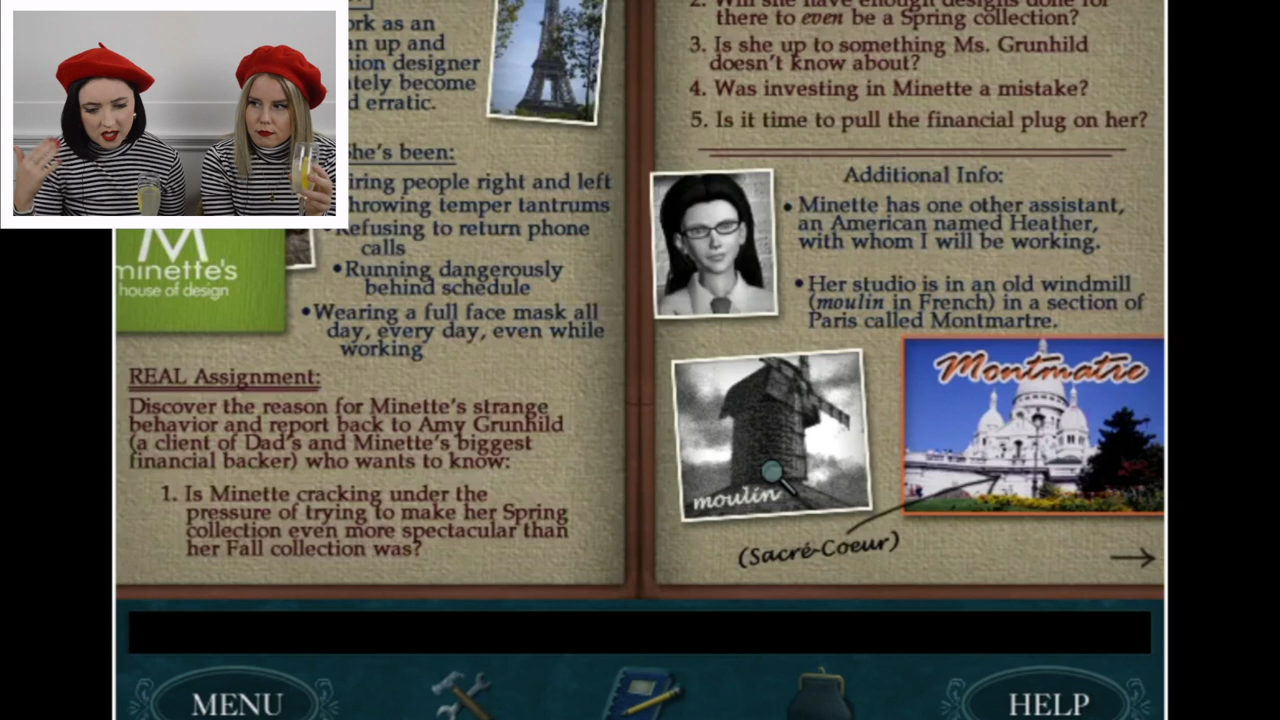 ork as an
an up and
ion designer
ately become
d erratic.
She's been:
iring people right and left
hrowing temper tantrums
Refusing to return phone
calls
•Running dangerously
behind schedule
•Wearing a full face mask all
day, every day, even while
working
M
minette's
house of design
REAL Assignment:
Discover the reason for Minette's strange
behavior and report back to Amy Grunhild
(a client of Dad's and Minette's biggest
financial backer) who wants to know:
1. Is Minette cracking under the
pressure of trying to make her Spring
collection even more spectacular than
her Fall collection was?
2. Will she have enough designs done for
there to even be a Spring collection?
3. Is she up to something Ms. Grunhild
doesn't know about?
4. Was investing in Minette a mistake?
5. Is it time to pull the financial plug on her?
Additional Info:
• Minette has one other assistant,
an American named Heather,
with whom I will be working.
• Her studio is in an old windmill
(moulin in French) in a section of
Paris called Montmartre.
moulin
Montmatre
(Sacré-Coeur)
MENU
HELP